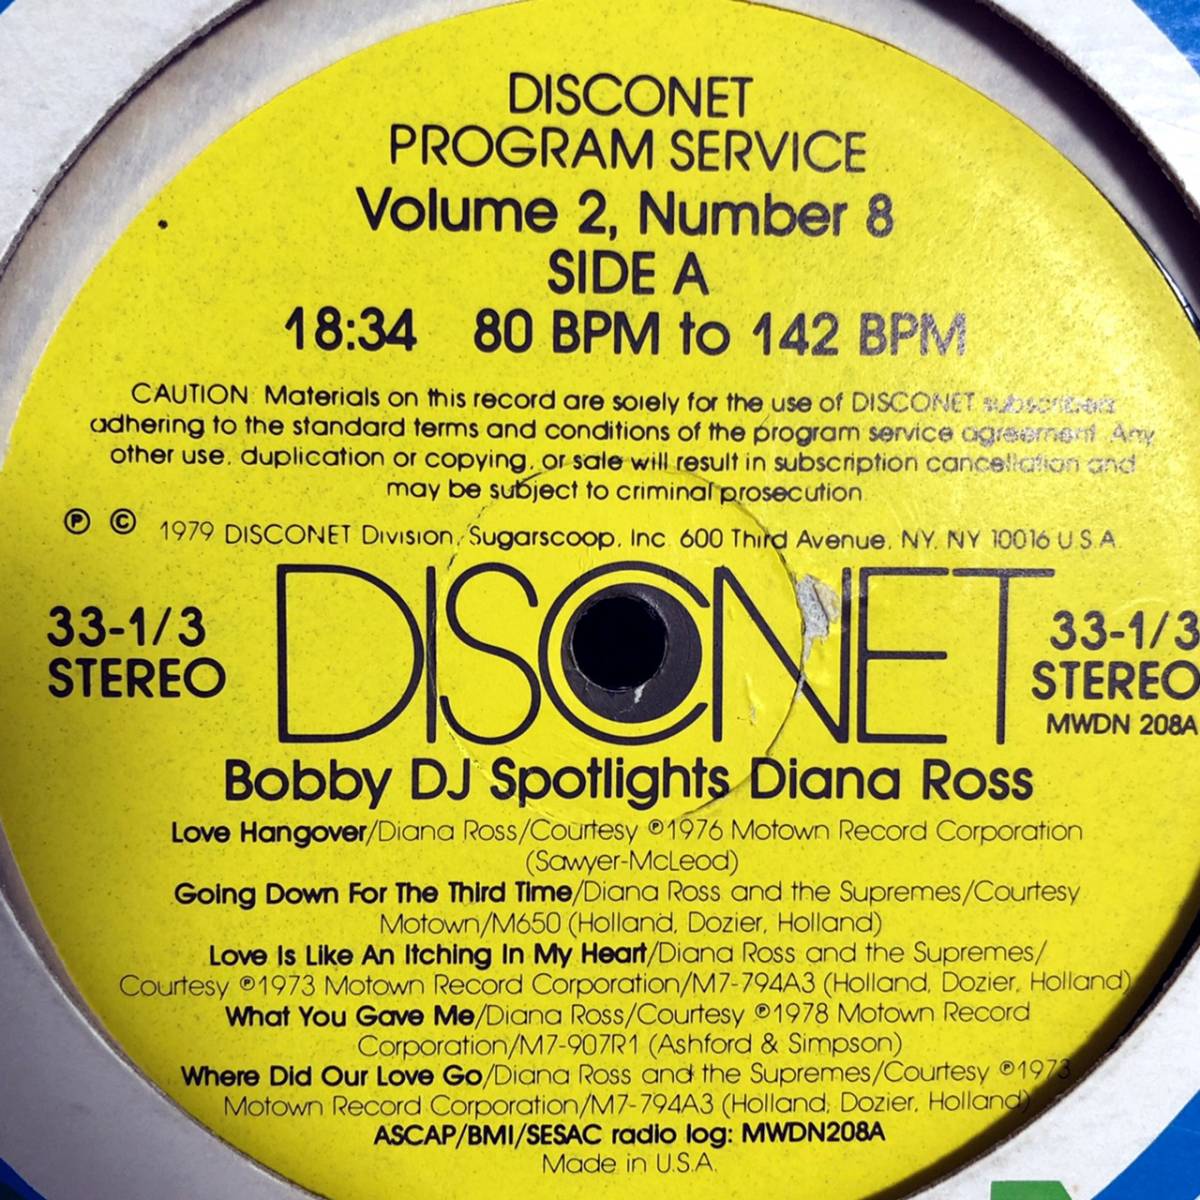 DISCONET
PROGRAM SERVICE
Volume 2, Number 8
SIDE A
18:34 80 BPM to 142 BPM
CAUTION: Materials on this record are solely for the use of DISCONET subscribers
adhering to the standard terms and conditions of the program service agreement. Any
other use, duplication or copying, or sale will result in subscription cancellation and
may be subject to criminal prosecution.
℗ © 1979 DISCONET Division, Sugarscoop, Inc. 600 Third Avenue, NY, NY 10016 U.S.A.
33-1/3
STEREO
DISCONET
33-1/3
STEREO
MWDN 208A
Bobby DJ Spotlights Diana Ross
Love Hangover/Diana Ross/Courtesy ℗1976 Motown Record Corporation
(Sawyer-McLeod)
Going Down For The Third Time/Diana Ross and the Supremes/Courtesy
Motown/M650 (Holland, Dozier, Holland)
Love Is Like An Itching In My Heart/Diana Ross and the Supremes/
Courtesy ℗1973 Motown Record Corporation/M7-794A3 (Holland, Dozier, Holland)
What You Gave Me/Diana Ross/Courtesy ℗1978 Motown Record
Corporation/M7-907R1 (Ashford & Simpson)
Where Did Our Love Go/Diana Ross and the Supremes/Courtesy ℗1973
Motown Record Corporation/M7-794A3 (Holland, Dozier, Holland)
ASCAP/BMI/SESAC radio log: MWDN208A
Made in U.S.A.